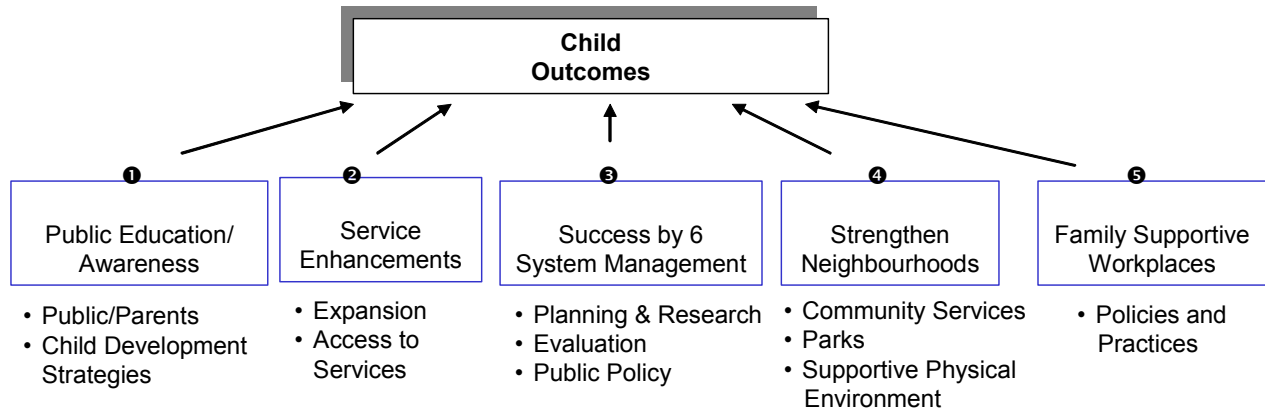 Child
Outcomes
❶
Public Education/
Awareness
• Public/Parents
• Child Development
Strategies
❷
Service
Enhancements
• Expansion
• Access to
Services
❸
Success by 6
System Management
• Planning & Research
• Evaluation
• Public Policy
❹
Strengthen
Neighbourhoods
• Community Services
• Parks
• Supportive Physical
Environment
❺
Family Supportive
Workplaces
• Policies and
Practices